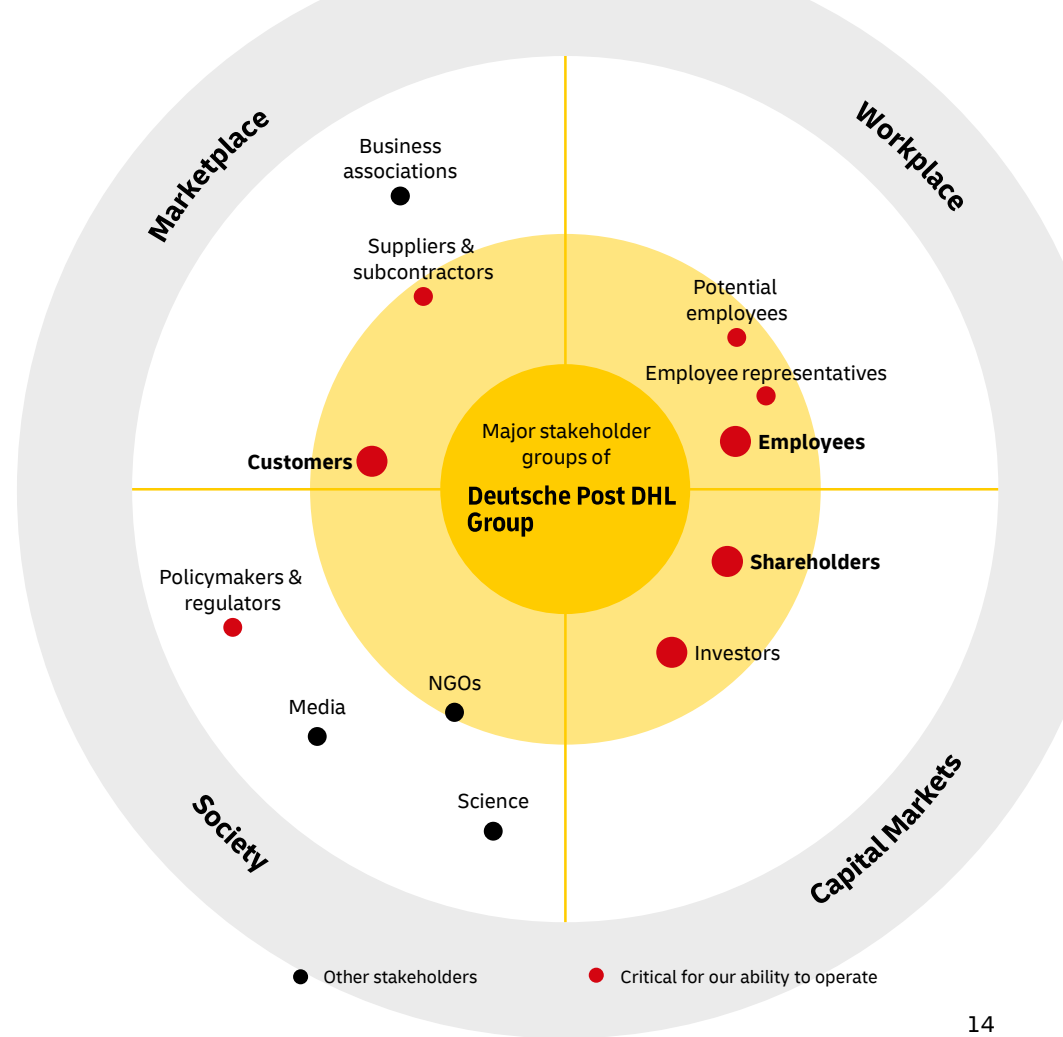 Marketplace
Workplace
Business
associations
Suppliers &
subcontractors
Potential
employees
Employee representatives
Employees
Customers
Major stakeholder
groups of
Deutsche Post DHL
Group
Shareholders
Policymakers &
regulators
Investors
NGOs
Media
Science
Society
Capital Markets
Other stakeholders
Critical for our ability to operate
14